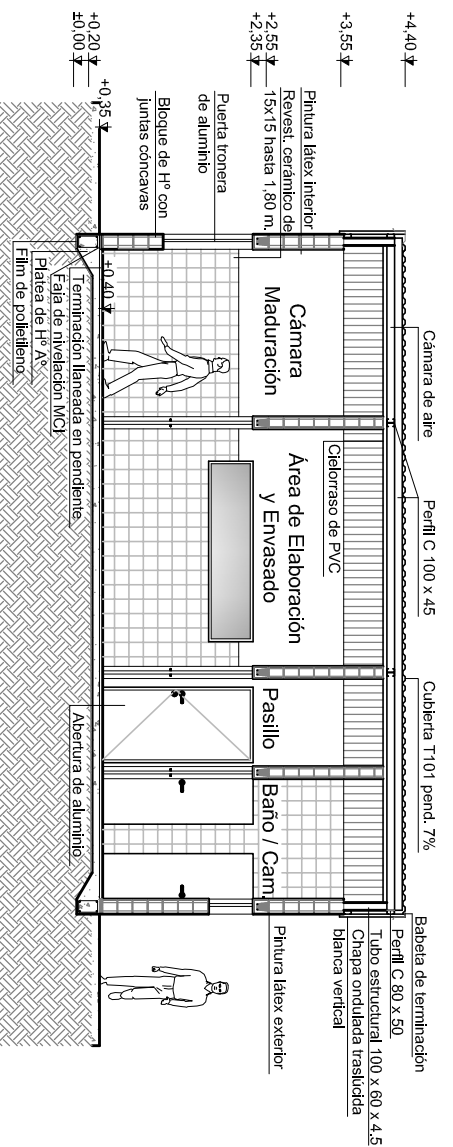 +4,40
+3,55
+2,55
+2,35
+0,20
±0,00
+0,35
+0,40
Pintura látex interior
Revest. cerámico de
15x15 hasta 1,80 m.
Puerta tronera
de aluminio
Bloque de Hº con
juntas cóncavas
Cámara de aire
Perfil C 100 x 45
Cubierta T101 pend. 7%
Babeta de terminación
Perfil C 80 x 50
Tubo estructural 100 x 60 x 4.5
Chapa ondulada traslúcida
blanca vertical
Cámara
Maduración
Cielorraso de PVC
Área de Elaboración
y Envasado
Pasillo
Baño / Cam.
Pintura látex exterior
Terminación llaneada en pendiente
Faja de nivelación MCI
Platea de Hº Aº
Film de polietileno
Abertura de aluminio